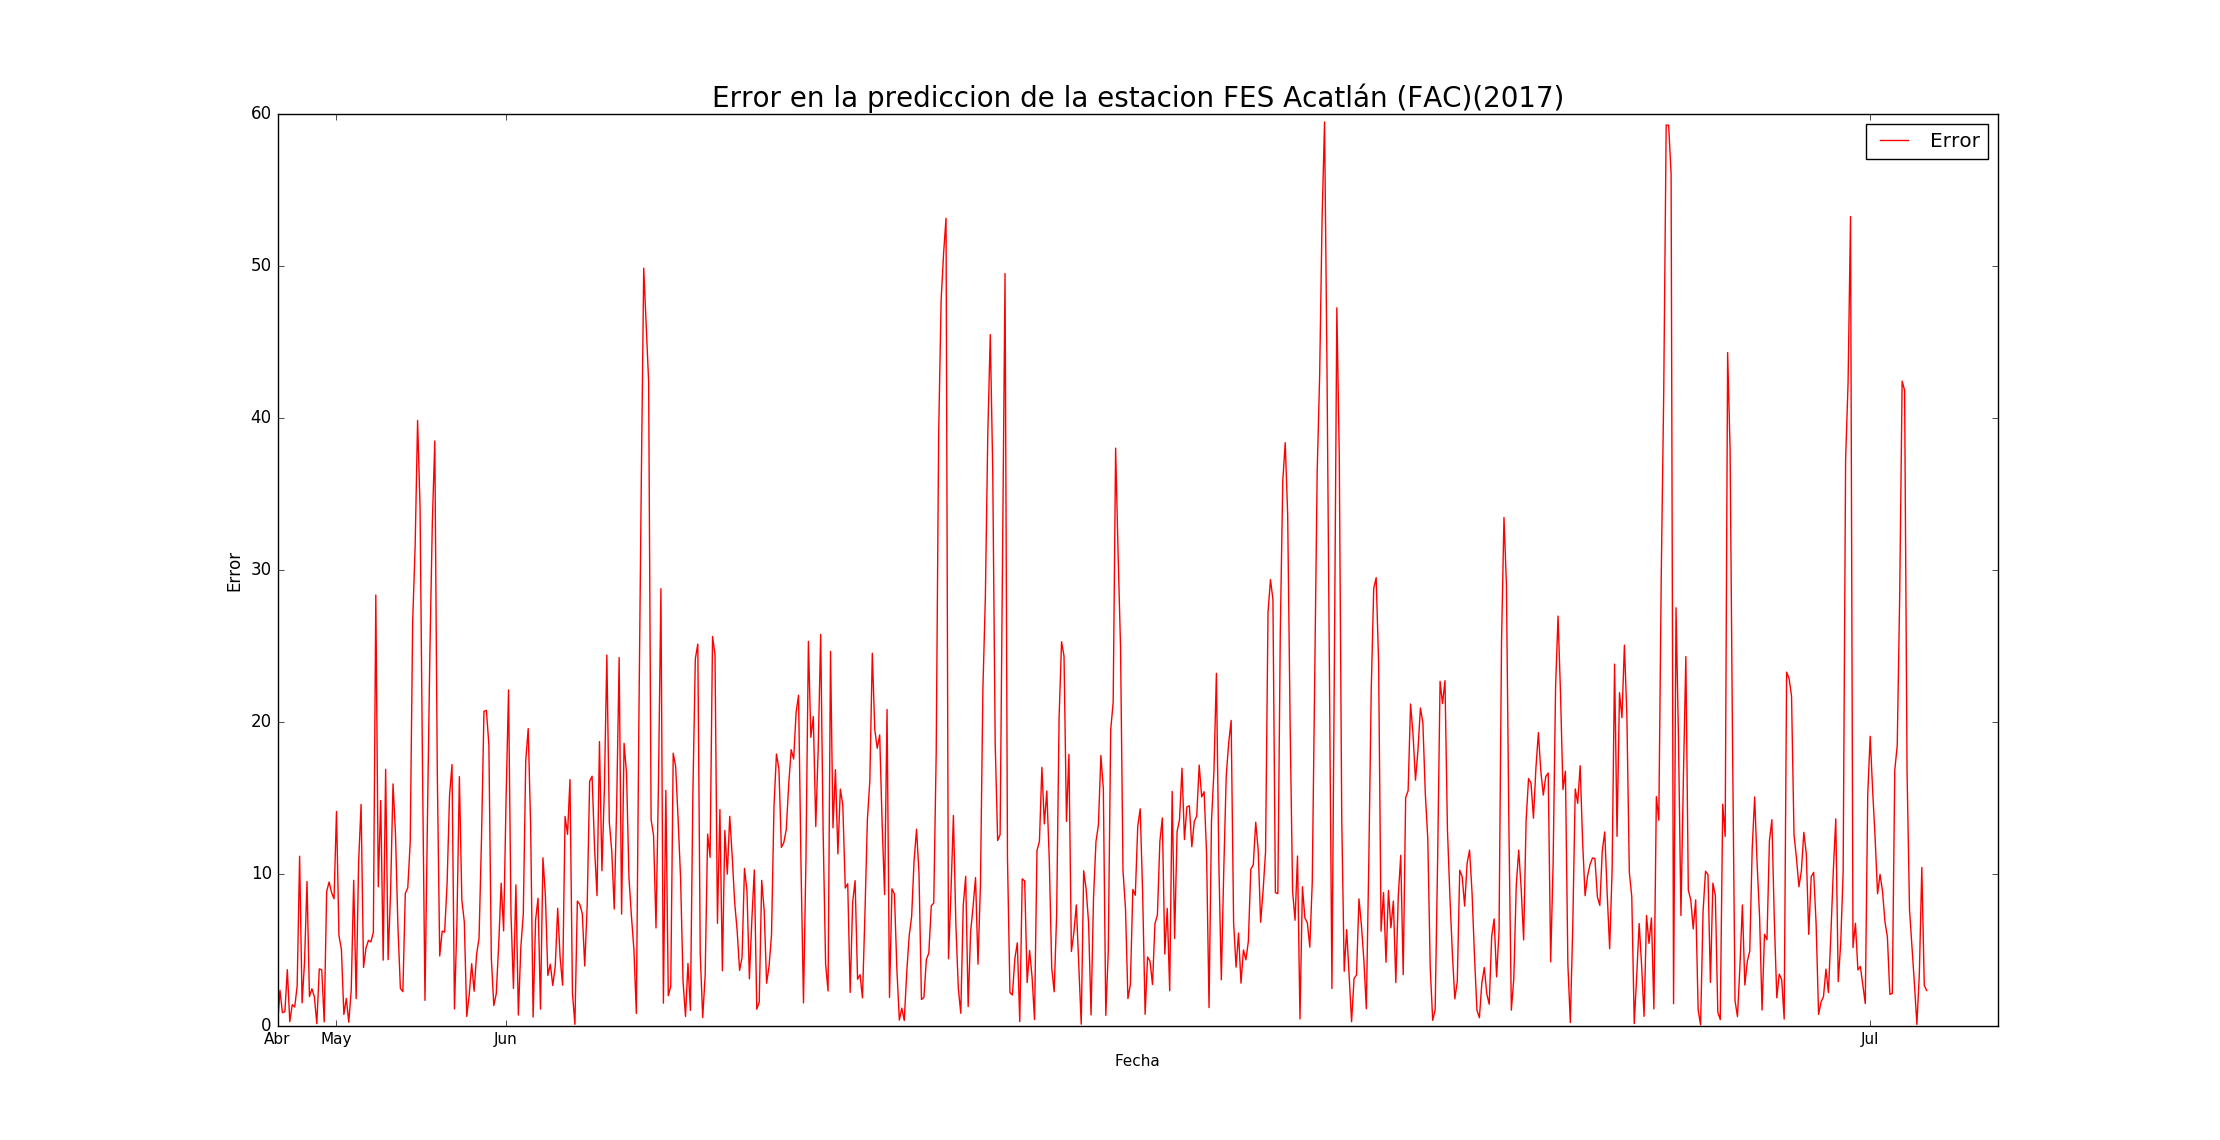 Error en la prediccion de la estacion FES Acatlán (FAC)(2017)
60
Error
50
40
30
Error
20
10
0
Abr May Jun Jul
Fecha